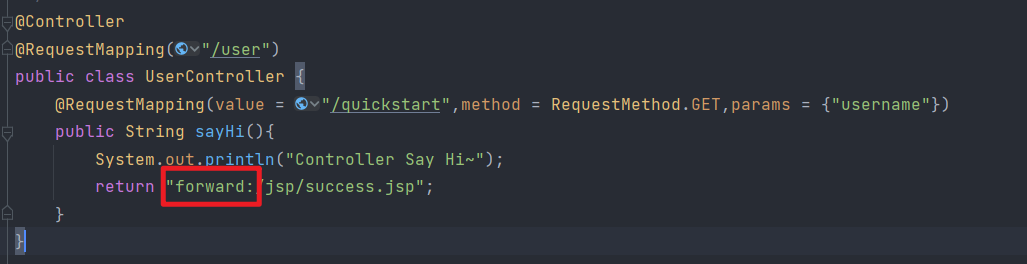 @Controller
@RequestMapping("/user")
public class UserController {
@RequestMapping(value = "/quickstart",method = RequestMethod.GET,params = {"username"})
public String sayHi(){
System.out.println("Controller Say Hi~");
return "forward:/jsp/success.jsp";
}
}